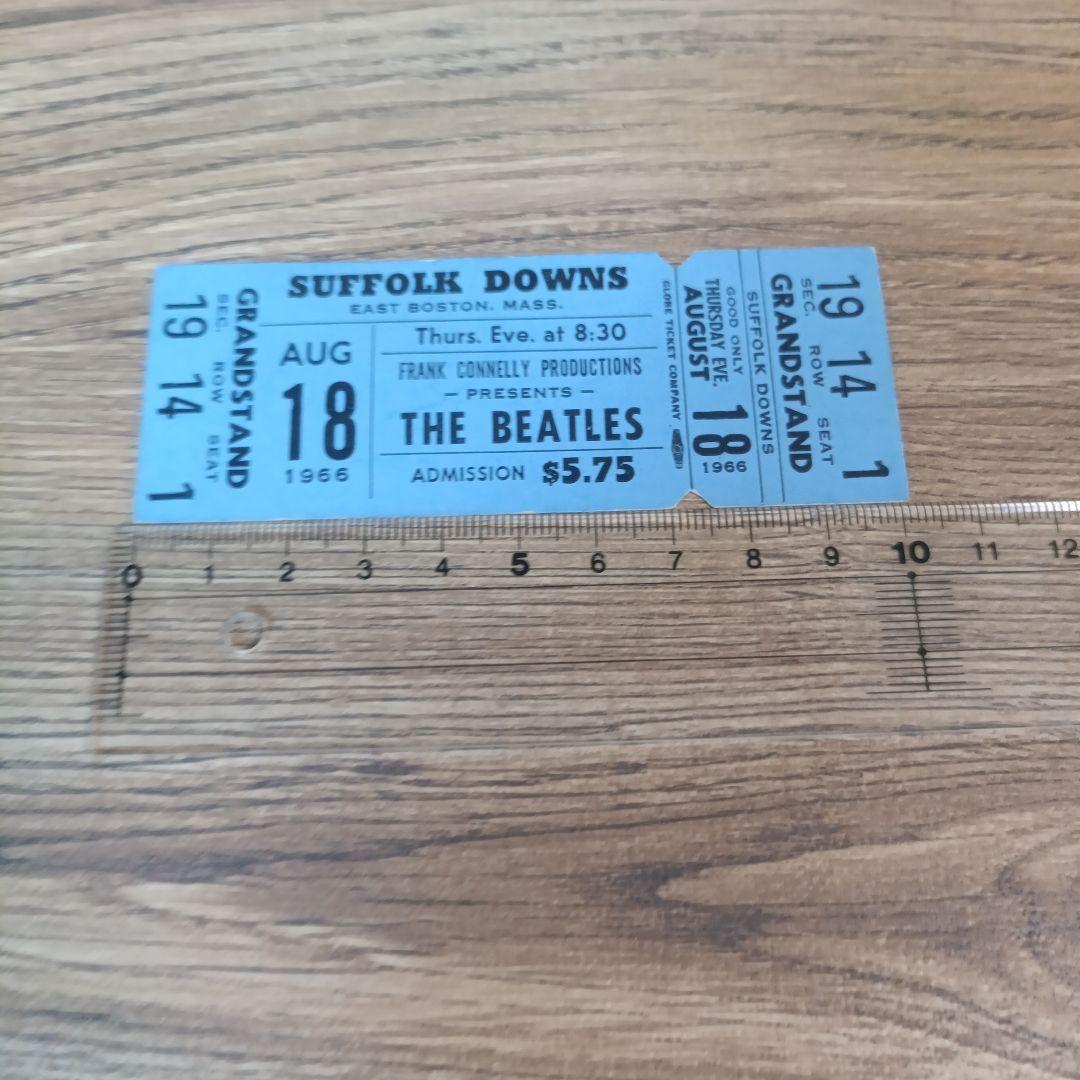 19 14 1
SEC. ROW SEAT
GRANDSTAND
SUFFOLK DOWNS
EAST BOSTON, MASS.
AUG
18
1966
Thurs. Eve. at 8:30
FRANK CONNELLY PRODUCTIONS
— PRESENTS —
THE BEATLES
ADMISSION $5.75
GLOBE TICKET COMPANY
AUGUST 18
1966
THURSDAY EVE.
GOOD ONLY
SUFFOLK DOWNS
GRANDSTAND
SEC. ROW SEAT
19 14 1
0 1 2 3 4 5 6 7 8 9 10 11 12